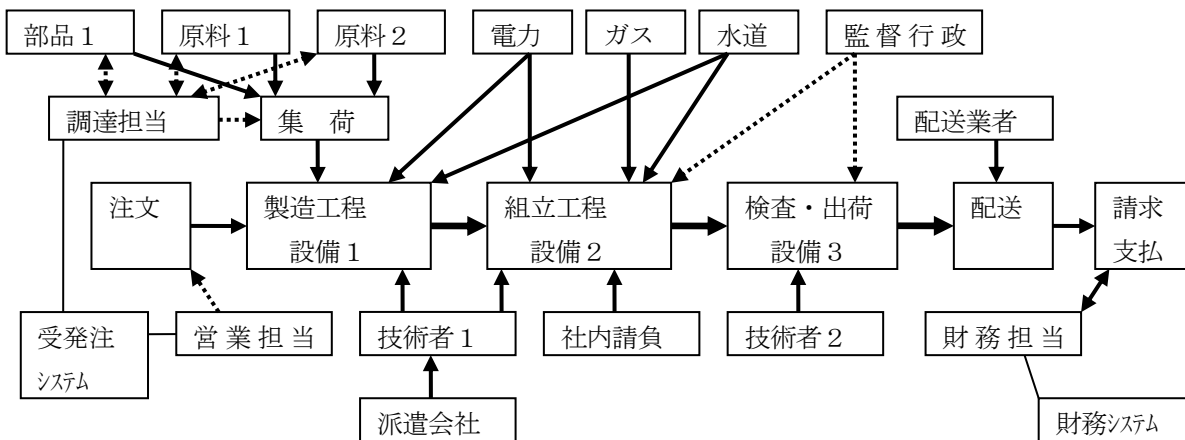 部品１
原料１
原料２
電力
ガス
水道
監督行政
調達担当
集　荷
配送業者
注文
製造工程
設備１
組立工程
設備２
検査・出荷
設備３
配送
請求
支払
受発注
ｼｽﾃﾑ
営業担当
技術者１
社内請負
技術者２
財務担当
派遣会社
財務ｼｽﾃﾑ